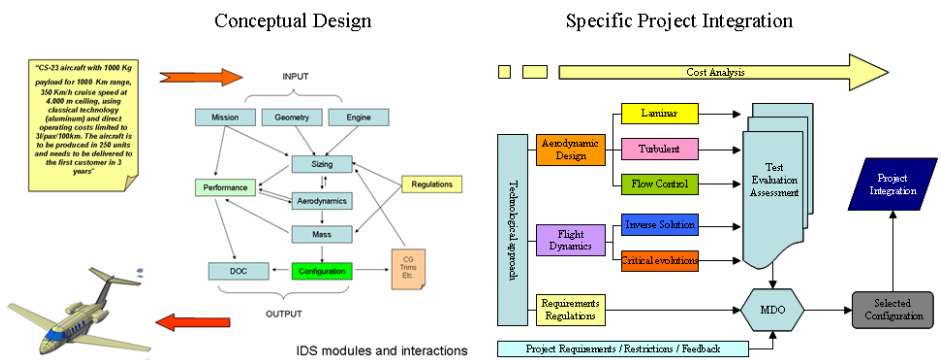 Conceptual Design
Specific Project Integration
"CS-23 aircraft with 1000 Kg
payload for 1000 Km range,
350 Km/h cruise speed at
4.000 m ceiling, using
classical technology
(aluminum) and direct
operating costs limited to
3l/pax/100km. The aircraft is
to be produced in 250 units
and needs to be delivered to
the first customer in 3
years"
INPUT
Mission
Geometry
Engine
Sizing
Performance
Regulations
Aerodynamics
Mass
DOC
Configuration
CG
Trims
Etc.
OUTPUT
IDS modules and interactions
Cost Analysis
Technological approach
Aerodynamic
Design
Laminar
Turbulent
Flow Control
Flight
Dynamics
Inverse Solution
Critical evolutions
Requirements
Regulations
Test
Evaluation
Assessment
Project
Integration
MDO
Selected
Configuration
Project Requirements / Restrictions / Feedback